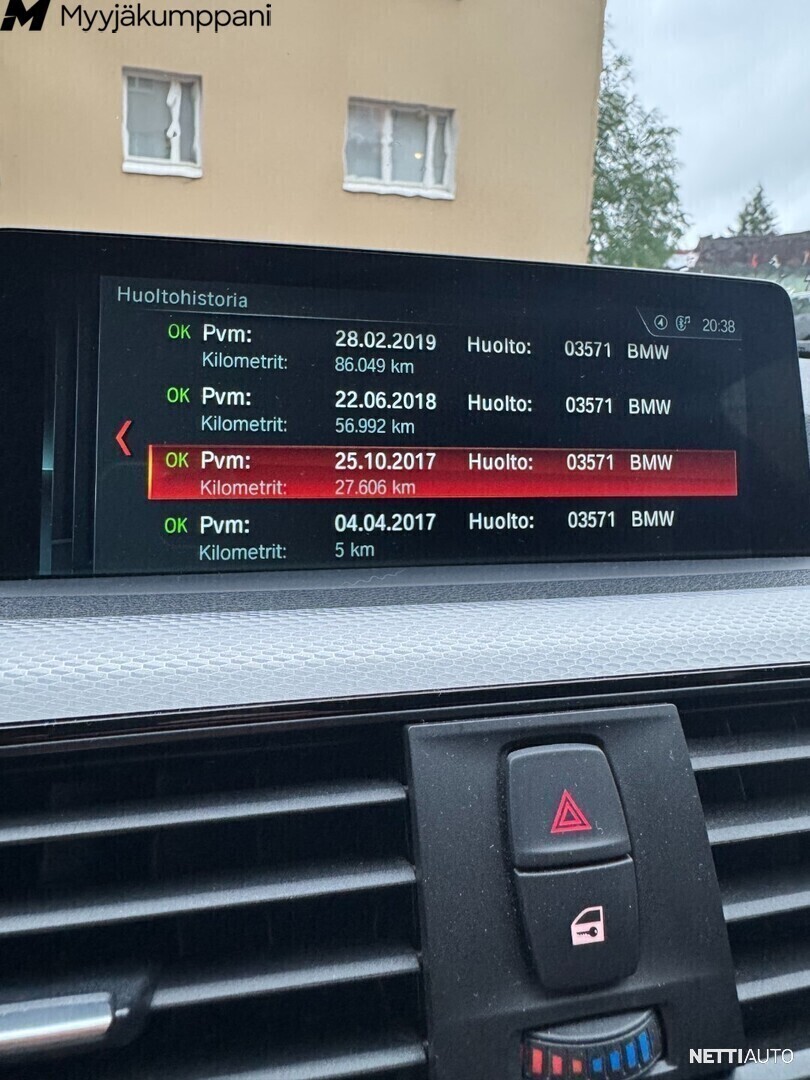 Myyjäkumppani
Huoltohistoria
20:38
OK Pvm: 28.02.2019 Huolto: 03571 BMW
Kilometrit: 86.049 km
OK Pvm: 22.06.2018 Huolto: 03571 BMW
Kilometrit: 56.992 km
OK Pvm: 25.10.2017 Huolto: 03571 BMW
Kilometrit: 27.606 km
OK Pvm: 04.04.2017 Huolto: 03571 BMW
Kilometrit: 5 km
NETTIAUTO